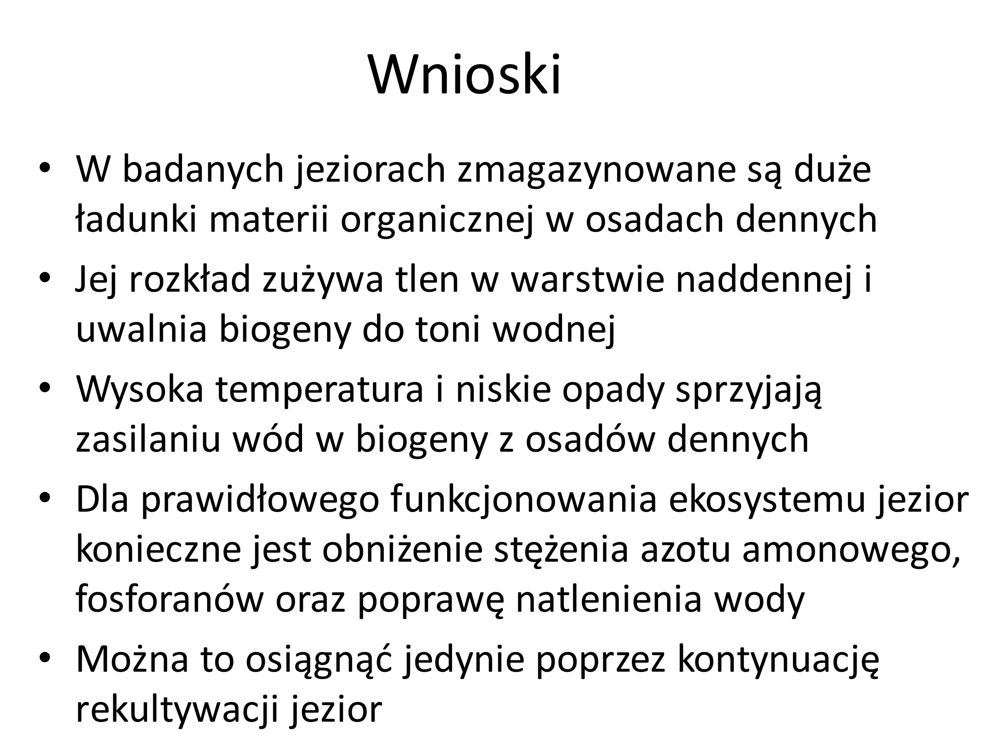 Wnioski
• W badanych jeziorach zmagazynowane są duże
ładunki materii organicznej w osadach dennych
• Jej rozkład zużywa tlen w warstwie naddennej i
uwalnia biogeny do toni wodnej
• Wysoka temperatura i niskie opady sprzyjają
zasilaniu wód w biogeny z osadów dennych
• Dla prawidłowego funkcjonowania ekosystemu jezior
konieczne jest obniżenie stężenia azotu amonowego,
fosforanów oraz poprawę natlenienia wody
• Można to osiągnąć jedynie poprzez kontynuację
rekultywacji jezior